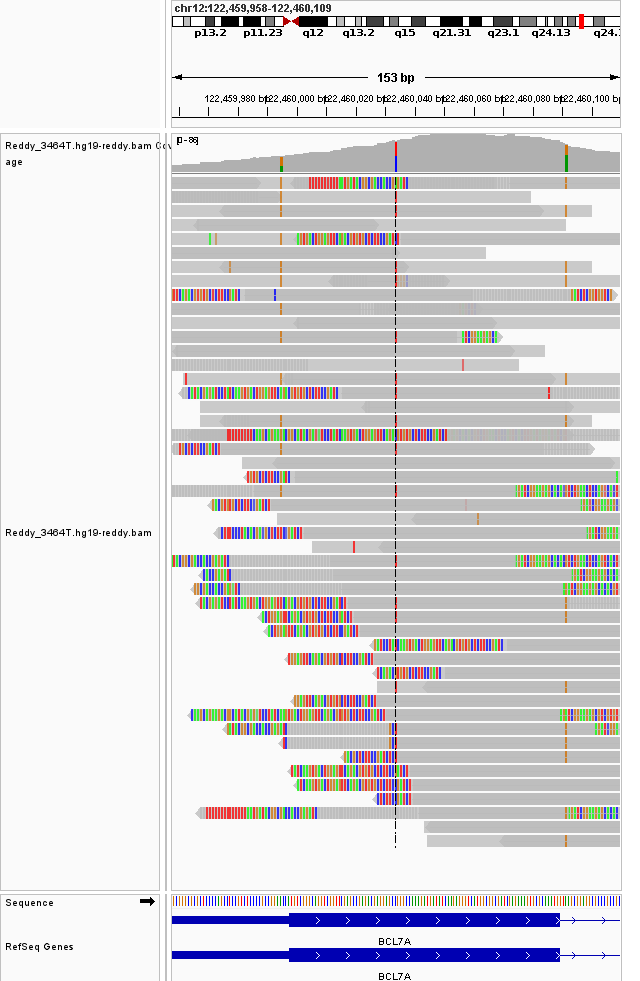 chr12:122,459,958-122,460,109
p13.2 p11.23 q12 q13.2 q15 q21.31 q23.1 q24.13 q24.
153 bp
122,459,980 bp 122,460,000 bp 122,460,020 bp 122,460,040 bp 122,460,060 bp 122,460,080 bp 122,460,100 bp
[0-86]
Reddy_3464T.hg19-reddy.bam Cov
age
Reddy_3464T.hg19-reddy.bam
Sequence
BCL7A
RefSeq Genes
BCL7A